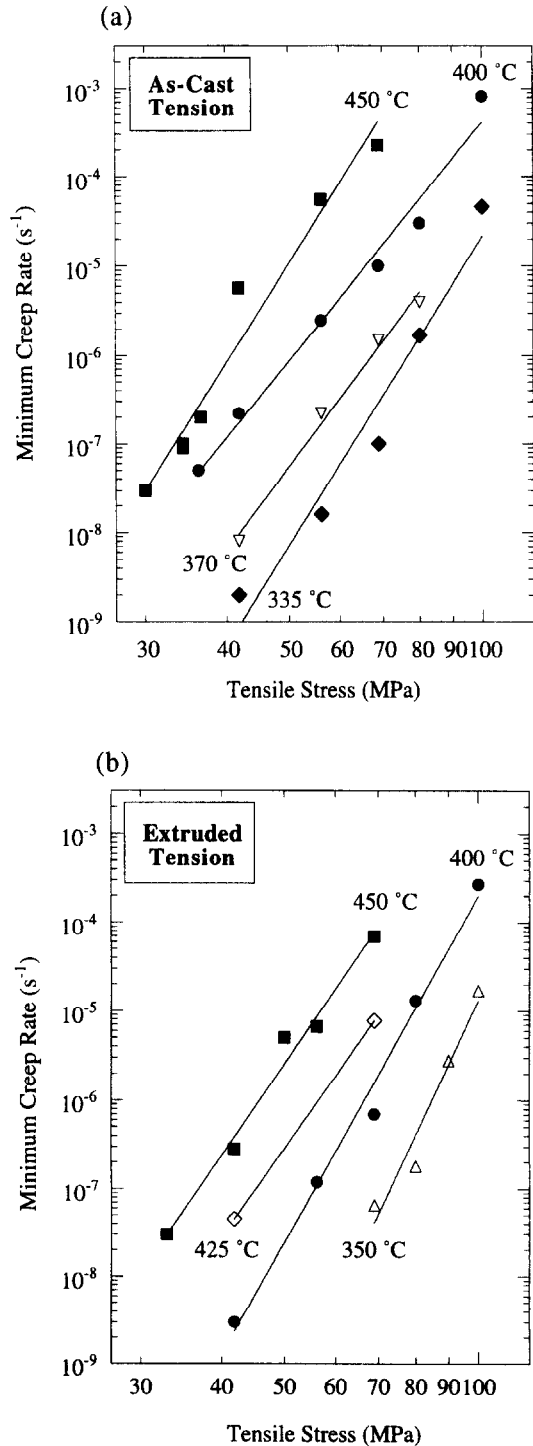 (a)
As-Cast
Tension
400 °C
450 °C
10⁻³
10⁻⁴
10⁻⁵
10⁻⁶
10⁻⁷
10⁻⁸
10⁻⁹
Minimum Creep Rate (s⁻¹)
370 °C
335 °C
30 40 50 60 70 80 90 100
Tensile Stress (MPa)
(b)
Extruded
Tension
400 °C
450 °C
10⁻³
10⁻⁴
10⁻⁵
10⁻⁶
10⁻⁷
10⁻⁸
10⁻⁹
Minimum Creep Rate (s⁻¹)
425 °C
350 °C
30 40 50 60 70 80 90 100
Tensile Stress (MPa)